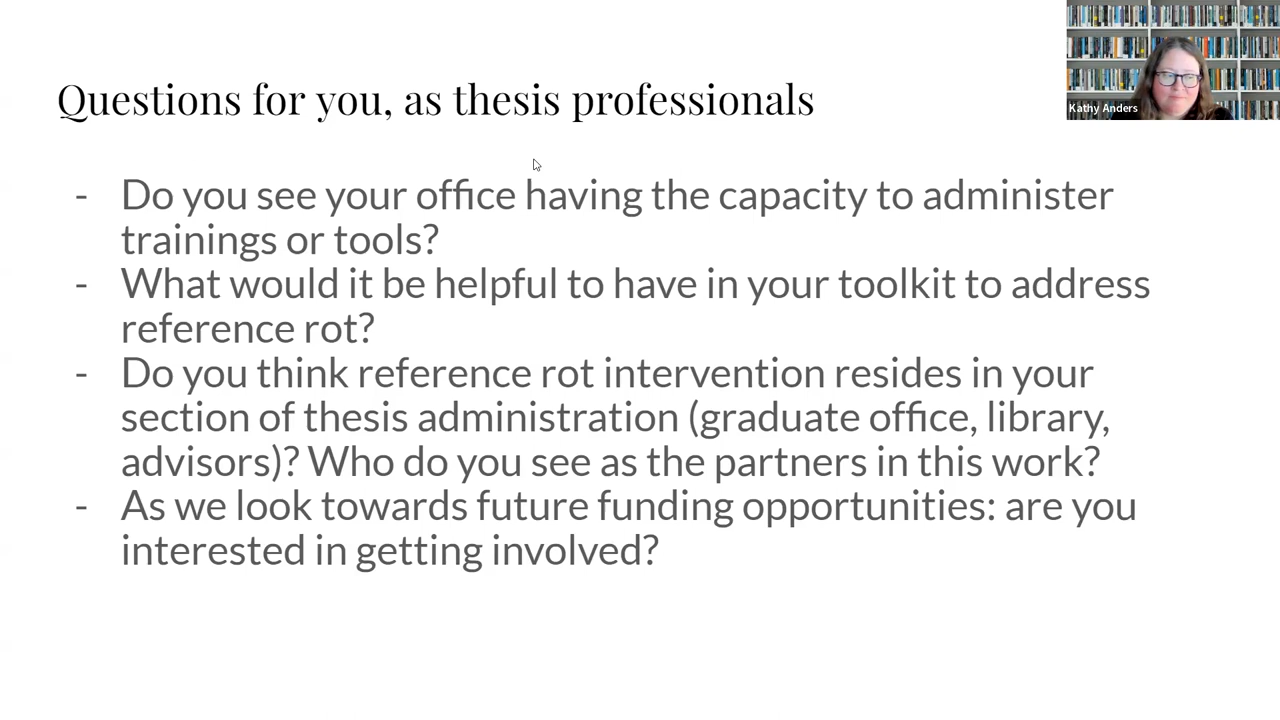 Questions for you, as thesis professionals
Kathy Anders
- Do you see your office having the capacity to administer
trainings or tools?
- What would it be helpful to have in your toolkit to address
reference rot?
- Do you think reference rot intervention resides in your
section of thesis administration (graduate office, library,
advisors)? Who do you see as the partners in this work?
- As we look towards future funding opportunities: are you
interested in getting involved?